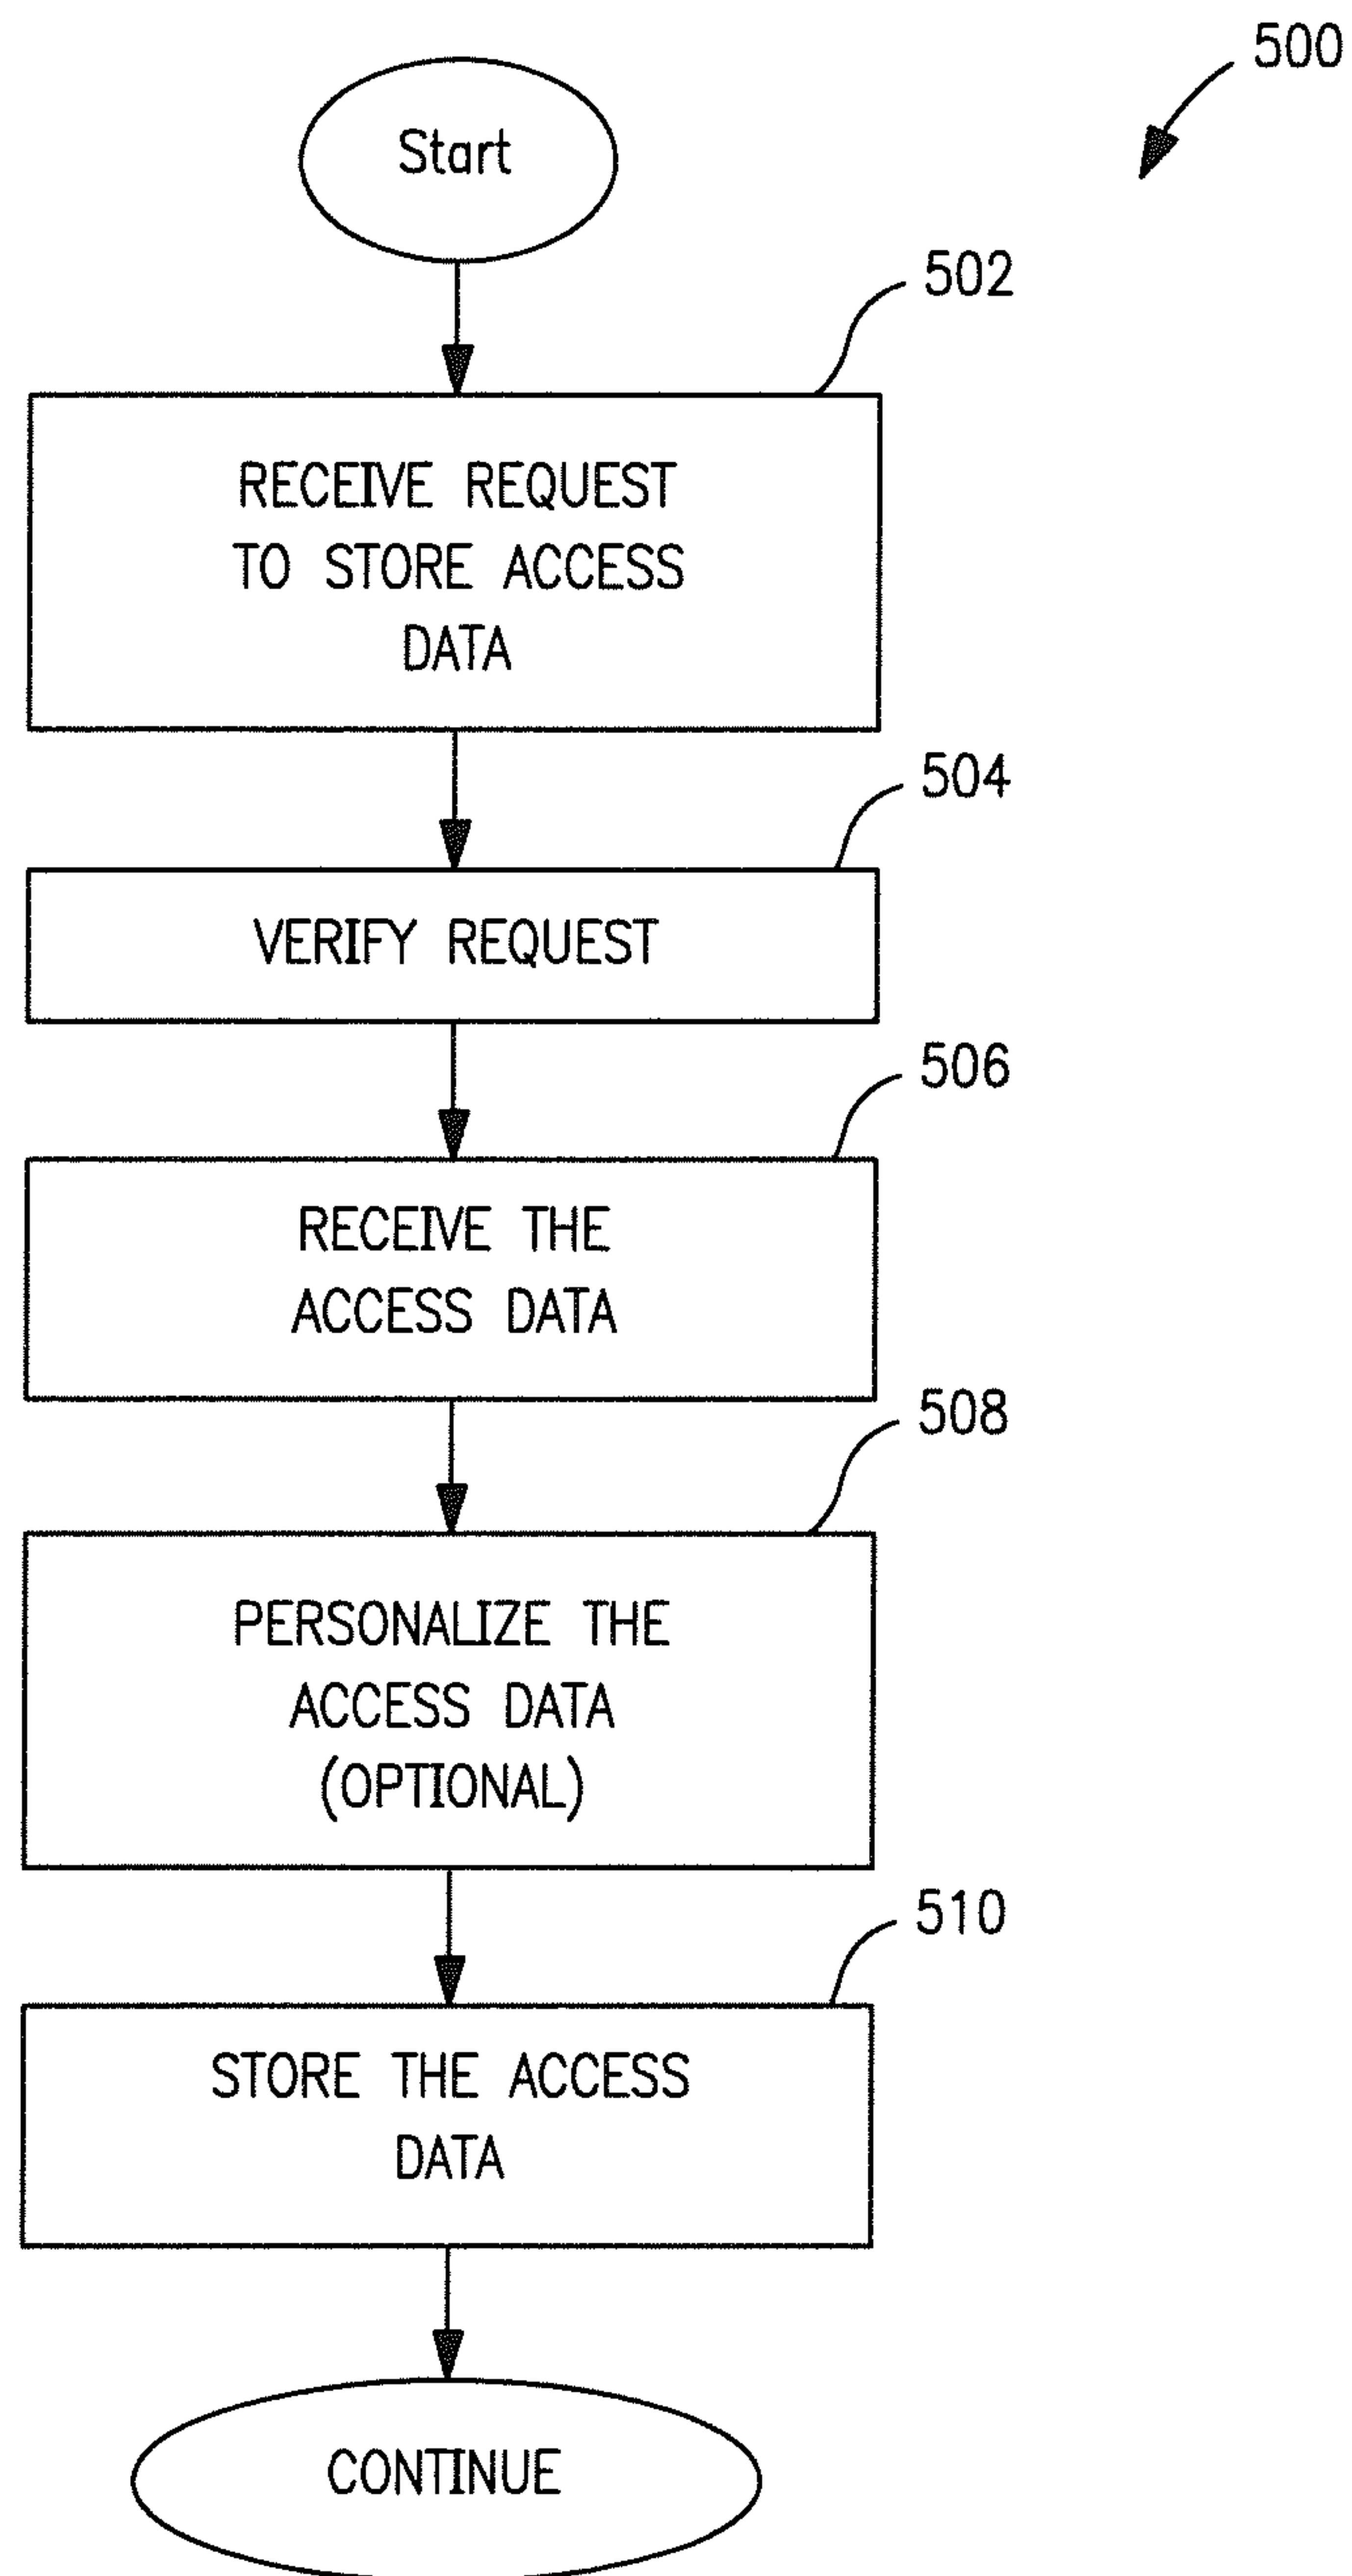 500
Start
502
RECEIVE REQUEST
TO STORE ACCESS
DATA
504
VERIFY REQUEST
506
RECEIVE THE
ACCESS DATA
508
PERSONALIZE THE
ACCESS DATA
(OPTIONAL)
510
STORE THE ACCESS
DATA
CONTINUE